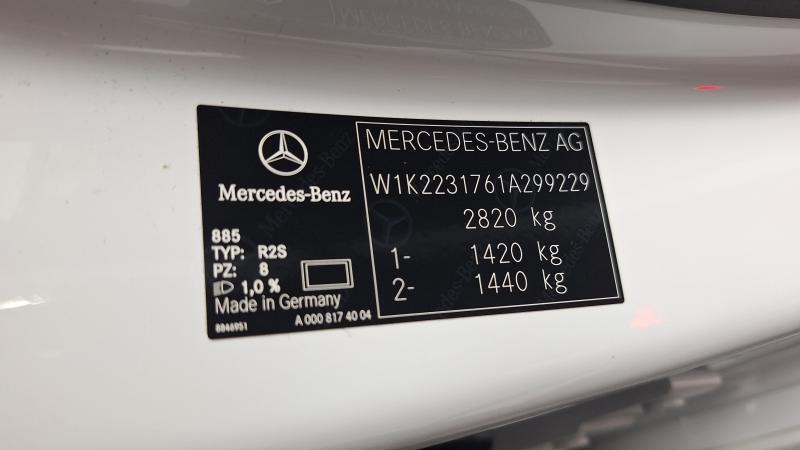 Mercedes-Benz
885
TYP: R2S
PZ: 8
1,0 %
Made in Germany
8846951
A 000 817 40 04
MERCEDES-BENZ AG
W1K2231761A299229
2820 kg
1- 1420 kg
2- 1440 kg